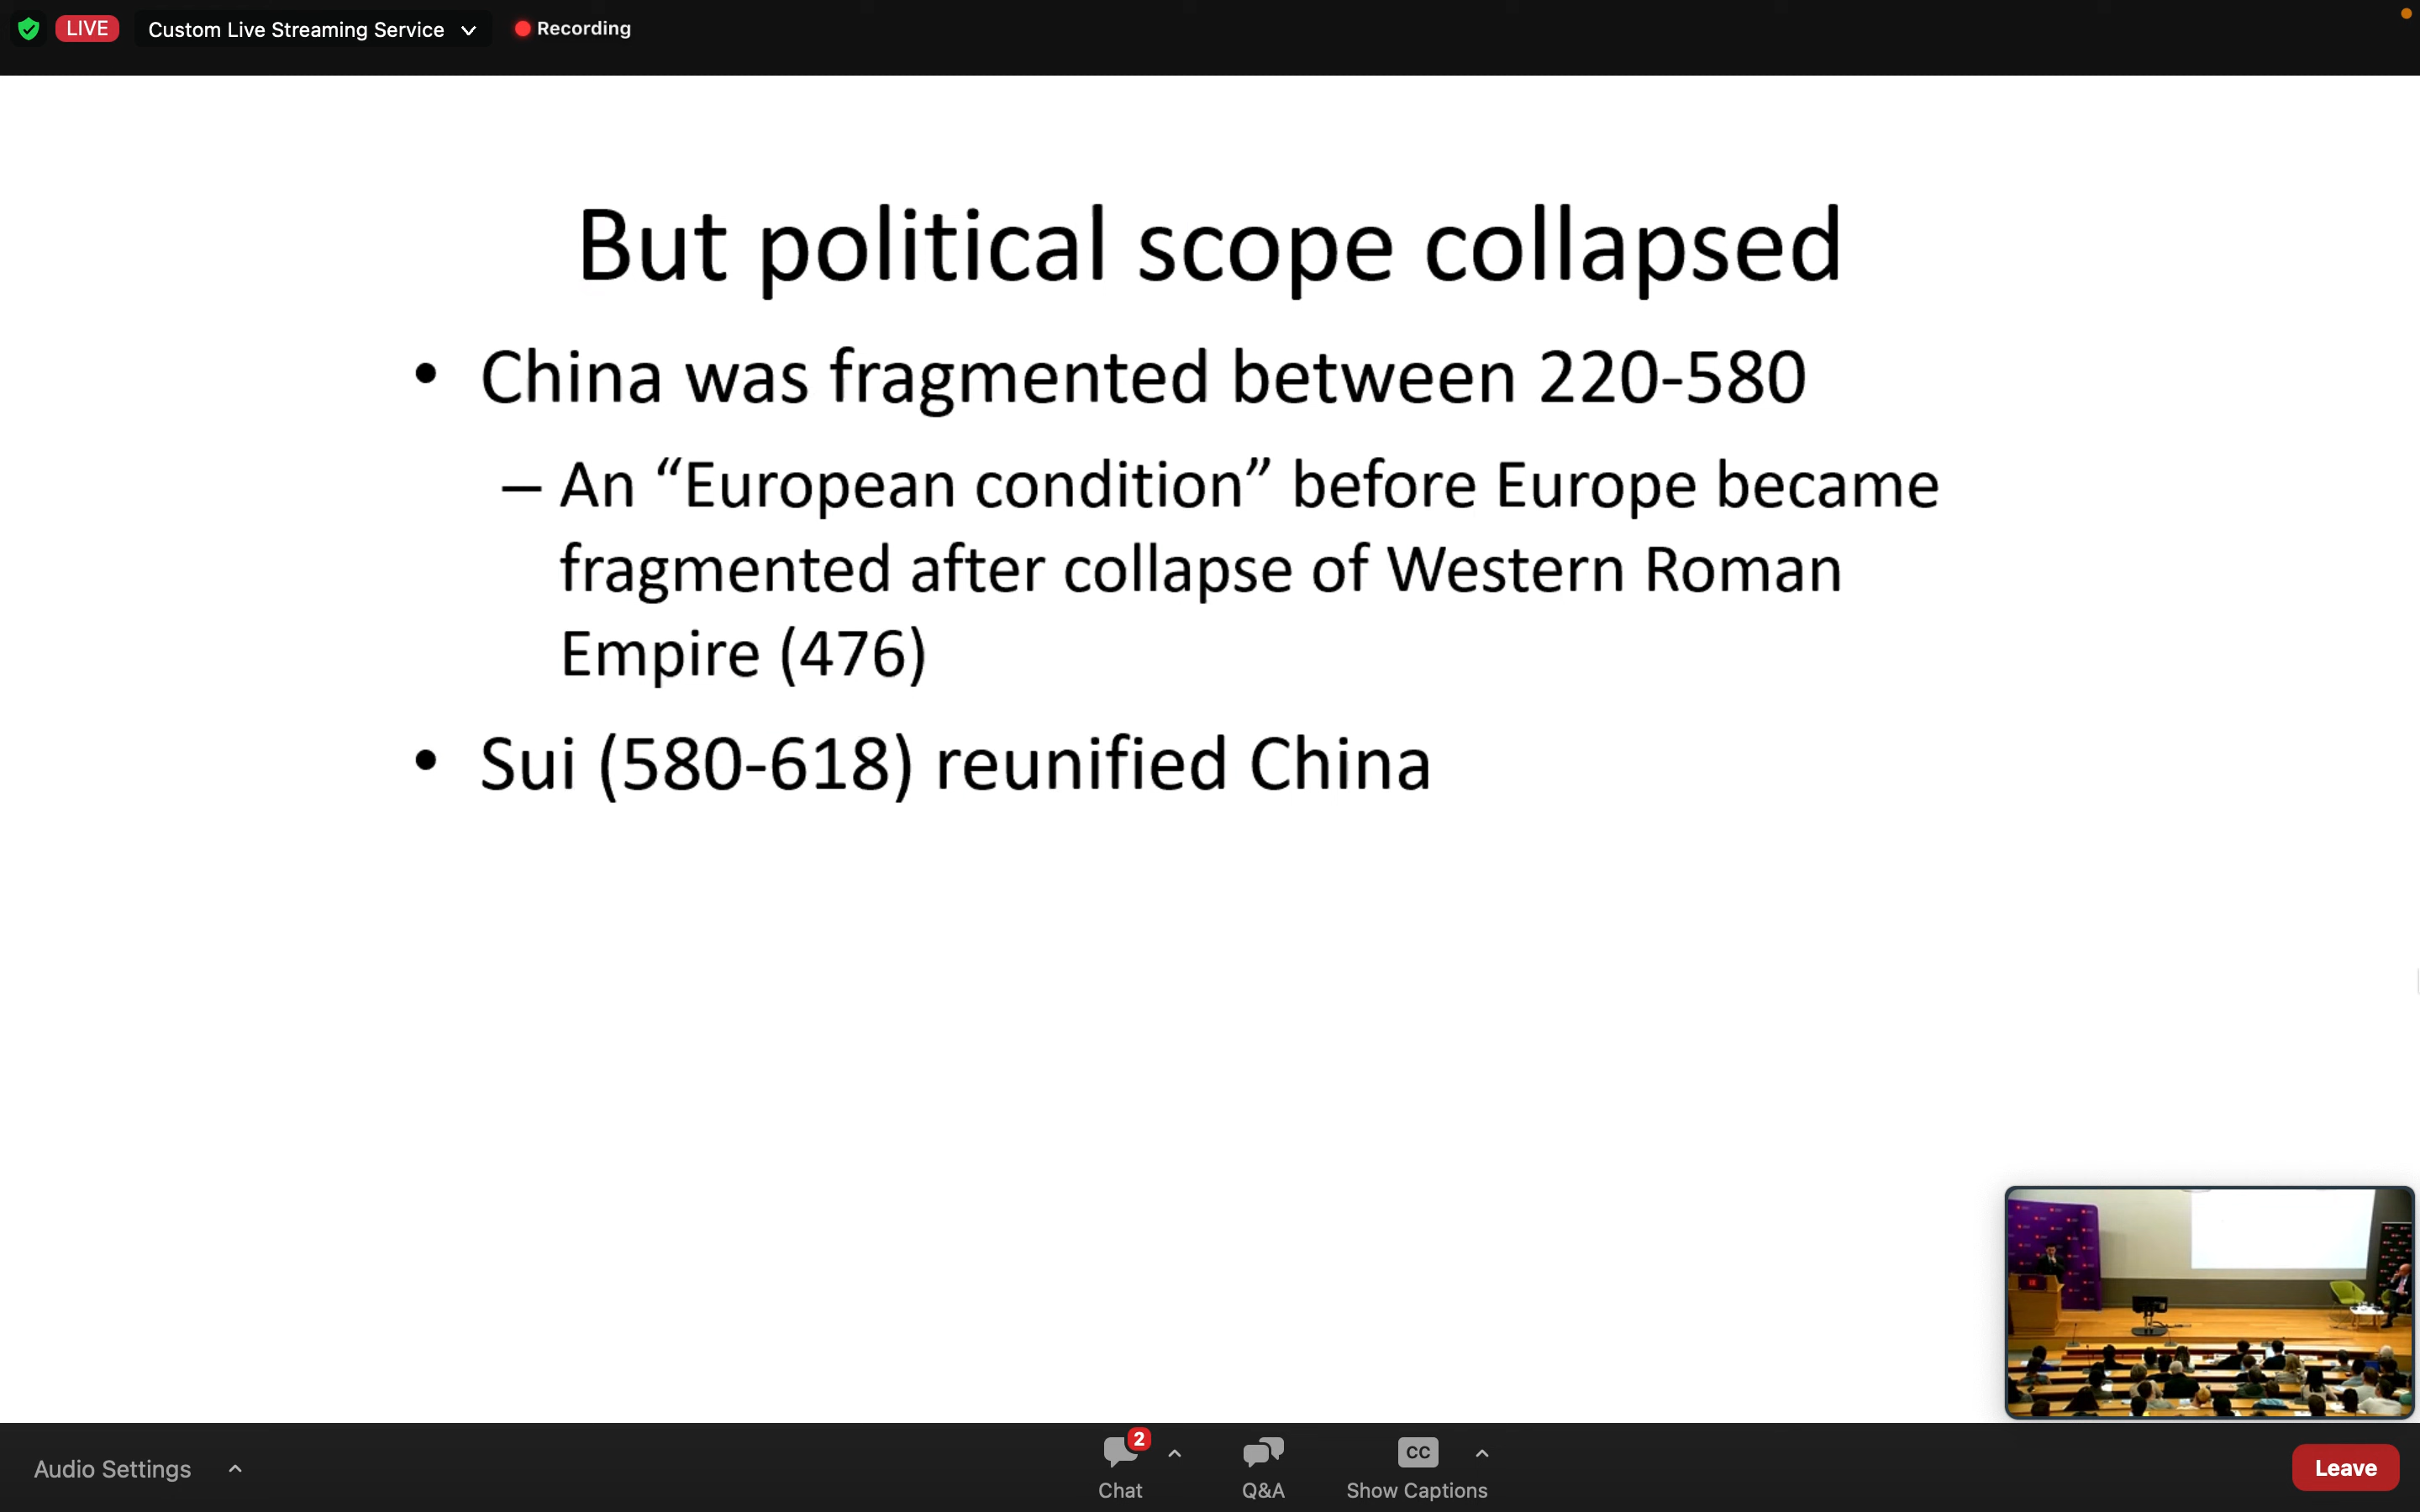 LIVE Custom Live Streaming Service Recording
But political scope collapsed
• China was fragmented between 220-580
– An “European condition” before Europe became
fragmented after collapse of Western Roman
Empire (476)
• Sui (580-618) reunified China
Audio Settings
2
Chat
Q&A
CC
Show Captions
Leave